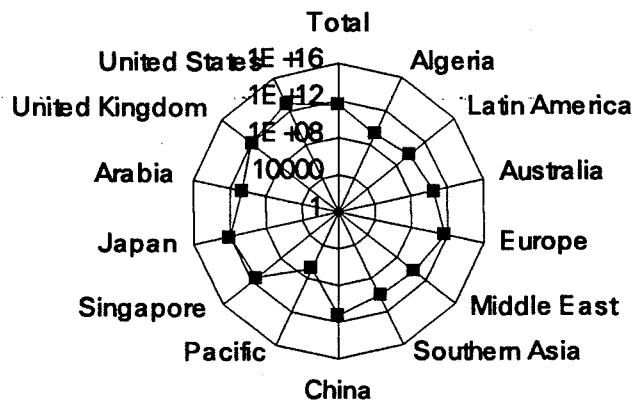 Total
United States
1E +16
Algeria
1E +12
United Kingdom
Latin America
1E +08
Arabia
10000
Australia
1
Japan
Europe
Singapore
Middle East
Pacific
Southern Asia
China